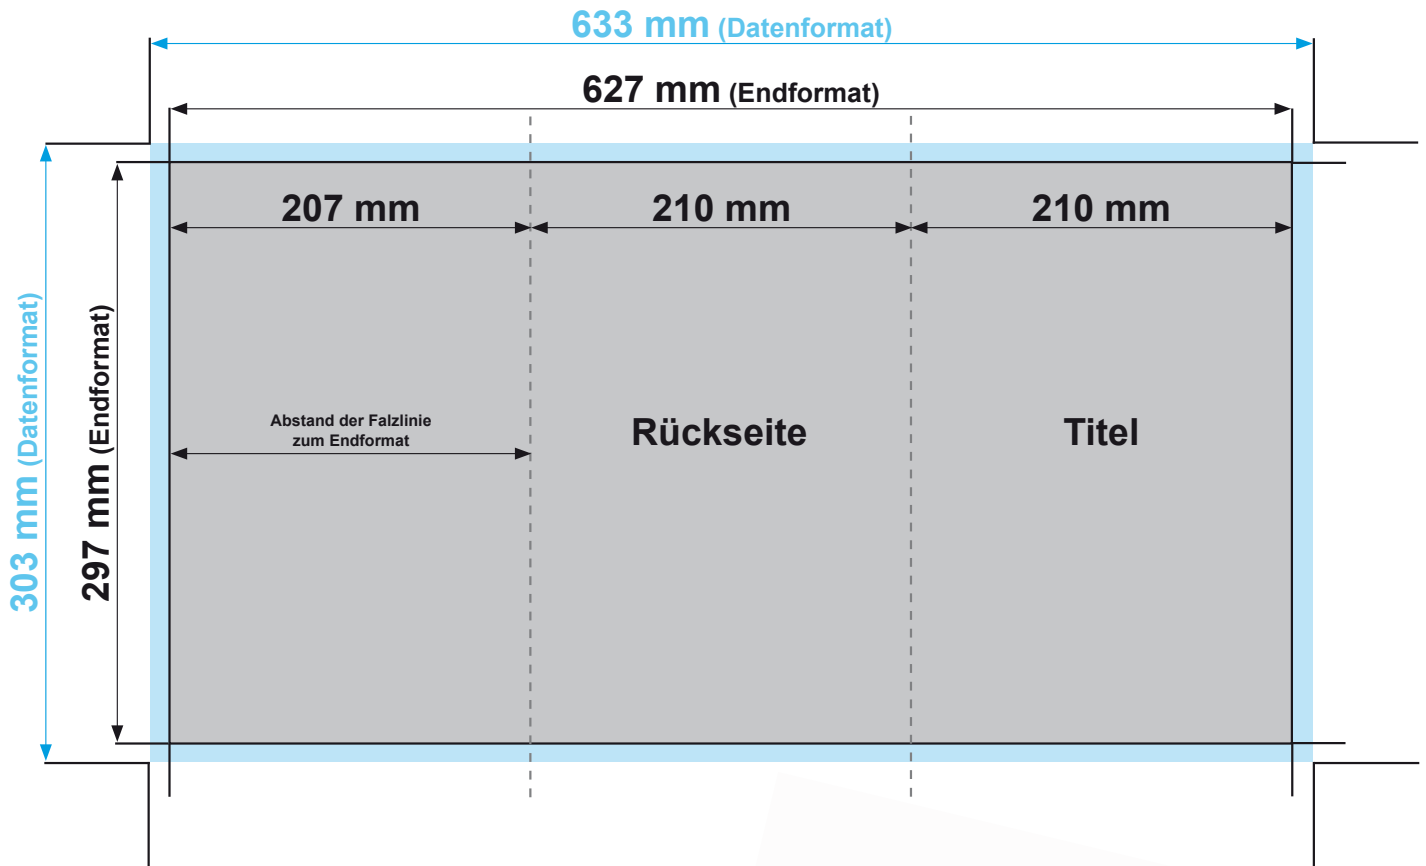 633 mm (Datenformat)
627 mm (Endformat)
207 mm
210 mm
210 mm
303 mm (Datenformat)
297 mm (Endformat)
Abstand der Falzlinie
zum Endformat
Rückseite
Titel